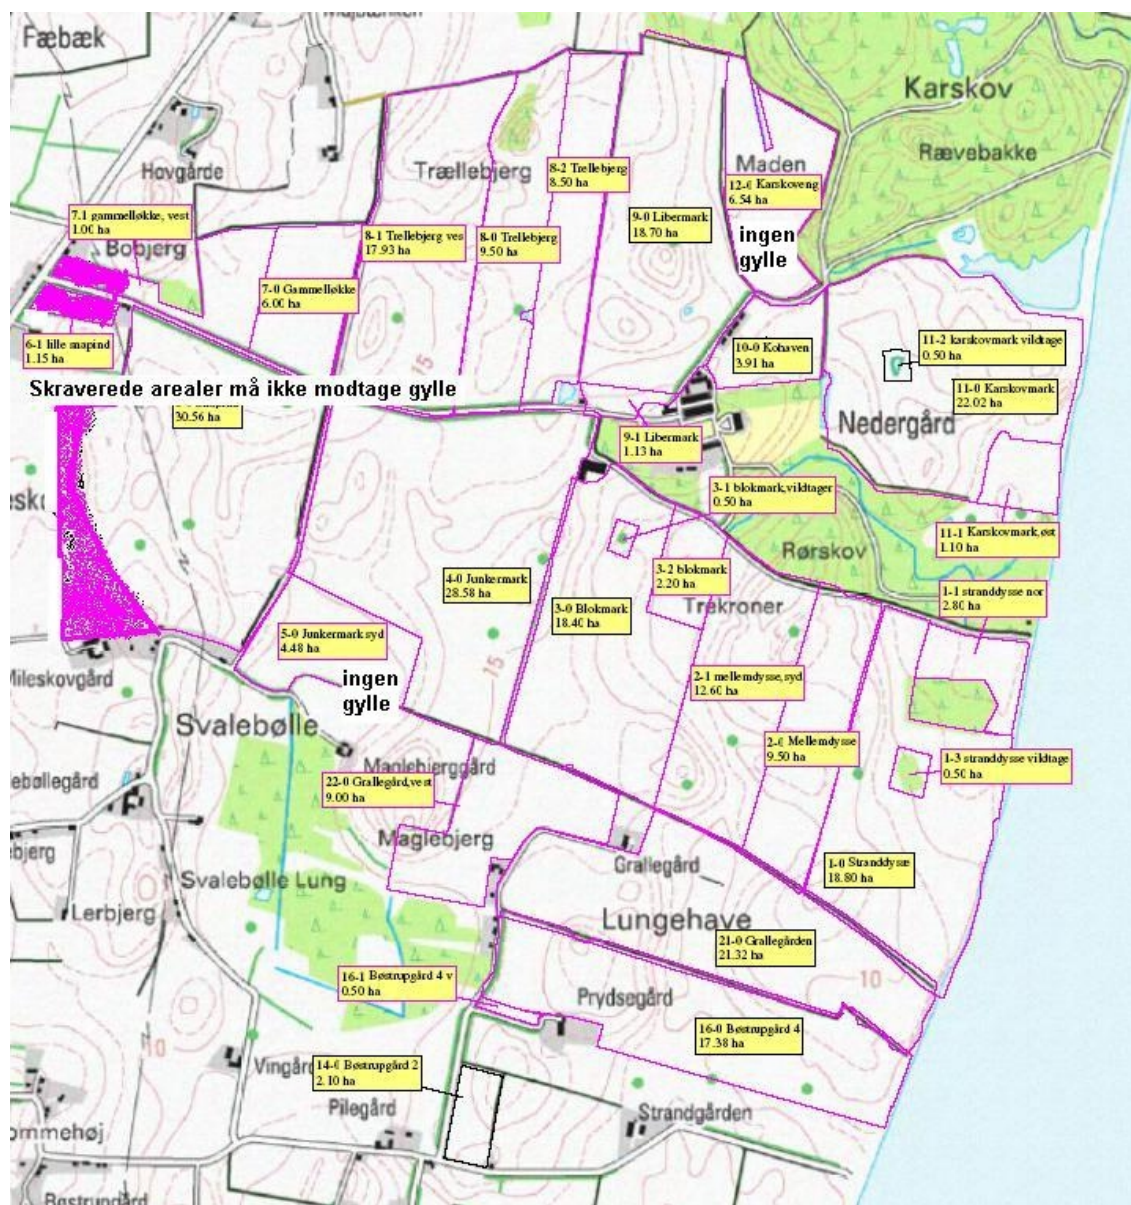 Fæbæk
Karskov
Rævebakke
Hovgårde
Trællebjerg
8-2 Trellebjerg
8.50 ha
Maden
12-0 Karskoveng
6.54 ha
7.1 gammelløkke, vest
1.00 ha
Bobjerg
8-1 Trellebjerg ves
17.93 ha
8-0 Trellebjerg
9.50 ha
9-0 Libermark
18.70 ha
ingen
gylle
7-0 Gammelløkke
6.00 ha
6-1 lille snapind
1.15 ha
15
10-0 Kohaven
3.91 ha
11-2 karskovmark vildtage
0.50 ha
11-0 Karskovmark
22.02 ha
Skraverede arealer må ikke modtage gylle
30.56 ha
Nedergård
9-1 Libermark
1.13 ha
3-1 blokmark,vildtager
0.50 ha
11-1 Karskovmark,øst
1.10 ha
Rørskov
3-2 blokmark
2.20 ha
4-0 Junkermark
28.58 ha
3-0 Blokmark
18.40 ha
Trekroner
1-1 stranddysse nor
2.80 ha
5-0 Junkermark syd
4.48 ha
15
Mileskovgård
ingen
gylle
2-1 mellemdysse,syd
12.60 ha
Svalebølle
2-0 Mellemdysse
9.50 ha
1-3 stranddysse vildtage
0.50 ha
Maglebjerggård
22-0 Grallegård,vest
9.00 ha
ebøllegård
Maglebjerg
ebjerg
Grallegård
1-0 Stranddysse
18.80 ha
Svalebølle Lung
Lerbjerg
Lungehave
21-0 Grallegården
21.32 ha
16-1 Bøstrupgård 4 v
0.50 ha
10
Prydsegård
16-0 Bøstrupgård 4
17.38 ha
10
Vingård
14-0 Bøstrupgård 2
2.10 ha
Pilegård
Strandgården
ommehøj
Bøstrupgård